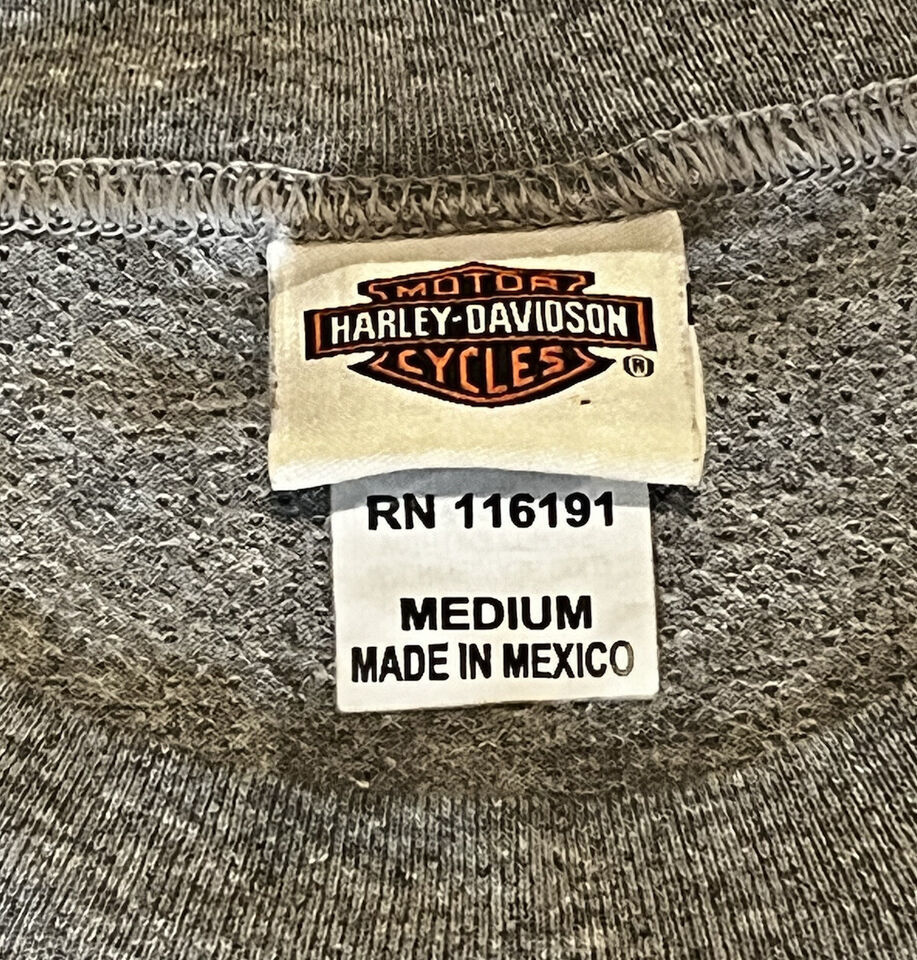 MOTOR
HARLEY-DAVIDSON
CYCLES
®
RN 116191
MEDIUM
MADE IN MEXICO